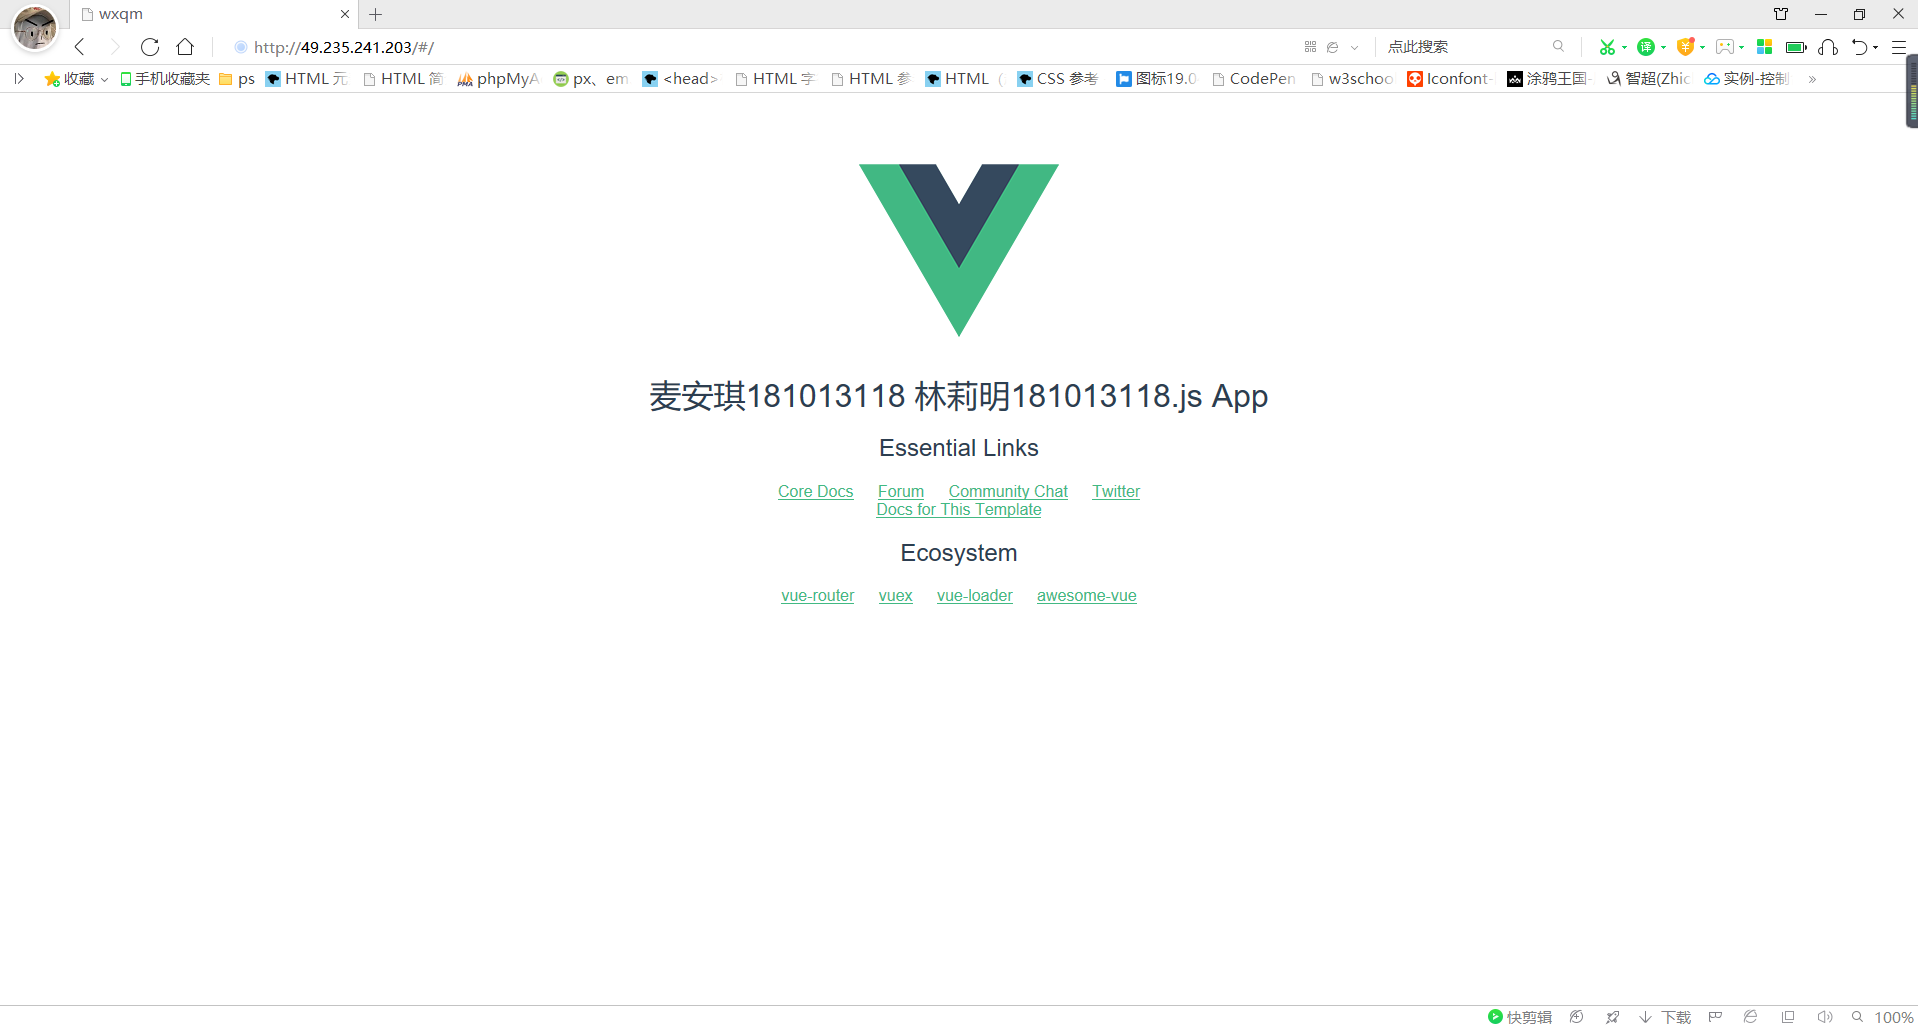 wxqm
http://49.235.241.203/#/
点此搜索
收藏 手机收藏夹 ps HTML 元 HTML 简 phpMyA px、em <head> HTML 字 HTML 参 HTML CSS 参考 图标19.0 CodePen w3schoo Iconfont- 涂鸦王国- 智超(Zhic 实例-控制 »
麦安琪181013118 林莉明181013118.js App
Essential Links
Core Docs Forum Community Chat Twitter
Docs for This Template
Ecosystem
vue-router vuex vue-loader awesome-vue
快剪辑 下载 100%